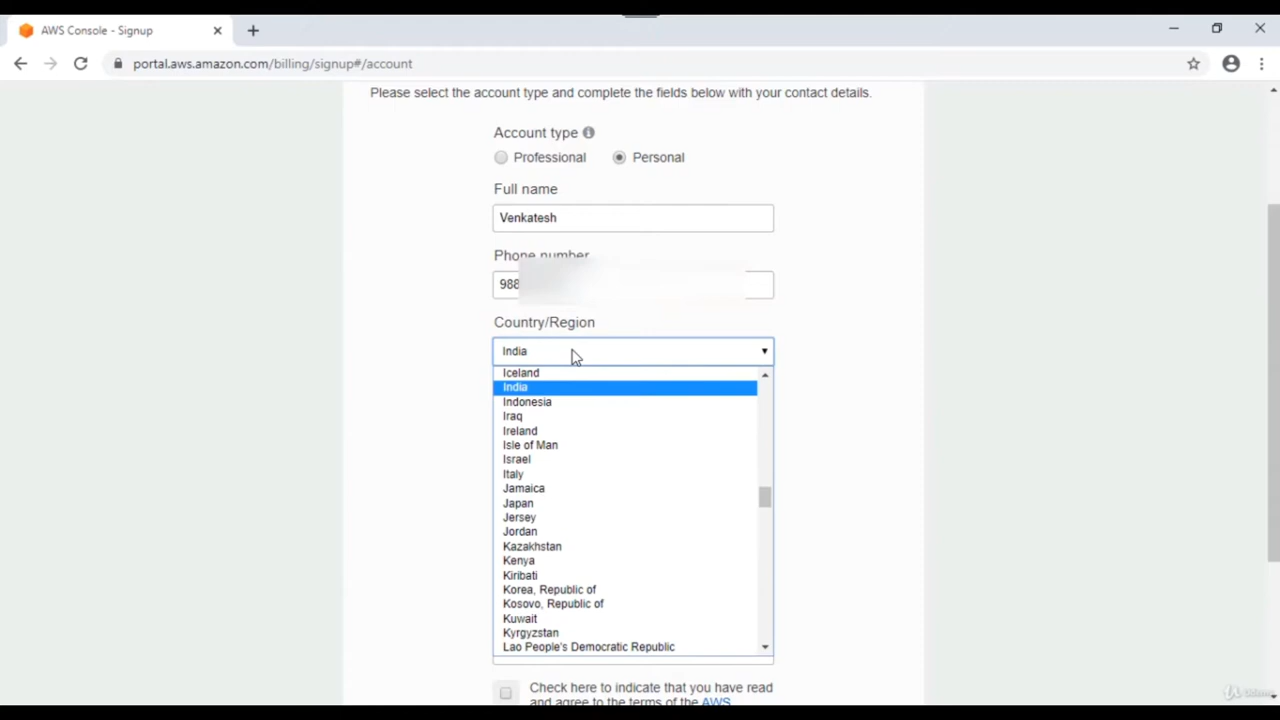 AWS Console - Signup
portal.aws.amazon.com/billing/signup#/account
Please select the account type and complete the fields below with your contact details.
Account type
Professional
Personal
Full name
Venkatesh
Phone number
988
Country/Region
India
Iceland
India
Indonesia
Iraq
Ireland
Isle of Man
Israel
Italy
Jamaica
Japan
Jersey
Jordan
Kazakhstan
Kenya
Kiribati
Korea, Republic of
Kosovo, Republic of
Kuwait
Kyrgyzstan
Lao People's Democratic Republic
Check here to indicate that you have read
and agree to the terms of the AWS